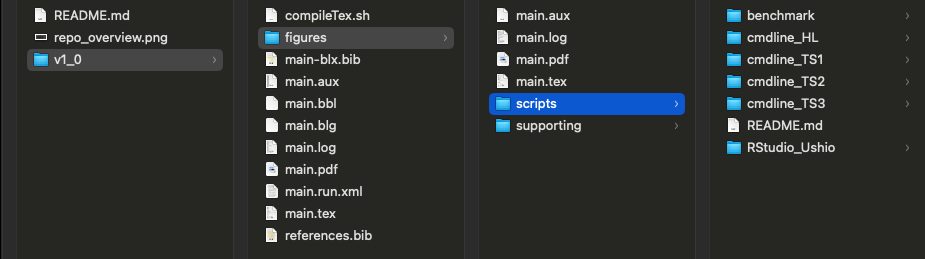 README.md
repo_overview.png
v1_0
compileTex.sh
figures
main-blx.bib
main.aux
main.bbl
main.blg
main.log
main.pdf
main.run.xml
main.tex
references.bib
main.aux
main.log
main.pdf
main.tex
scripts
supporting
benchmark
cmdline_HL
cmdline_TS1
cmdline_TS2
cmdline_TS3
README.md
RStudio_Ushio